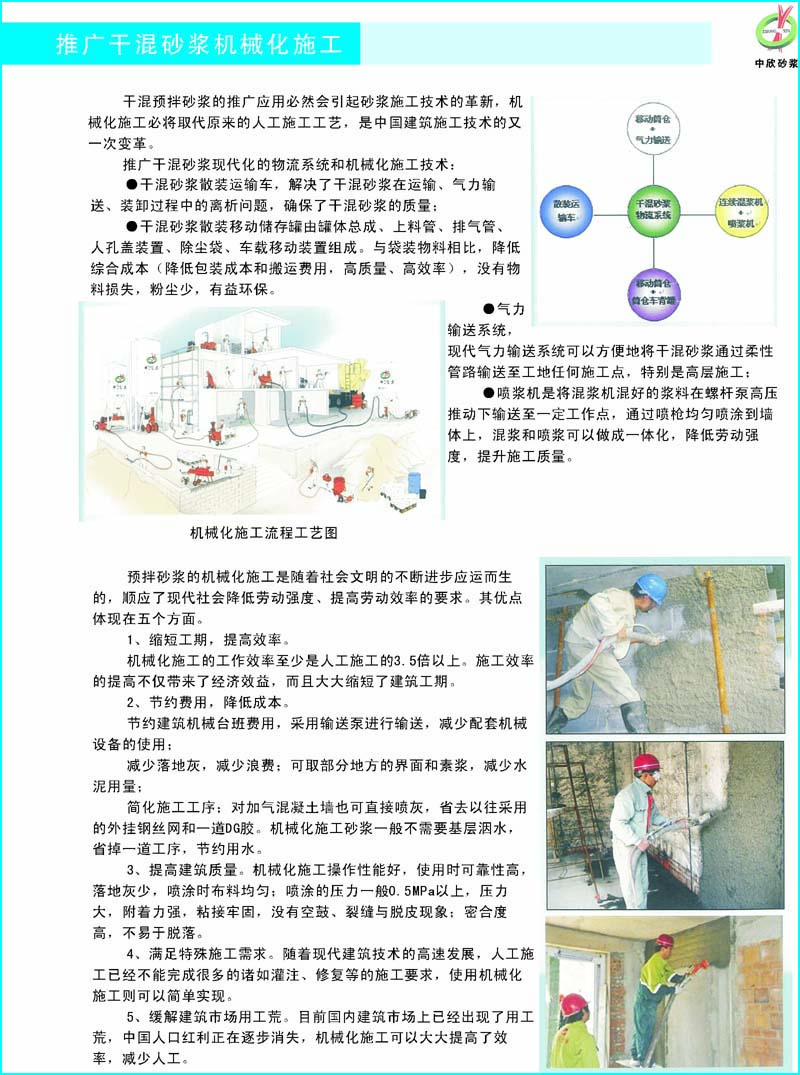 推广干混砂浆机械化施工
中欣砂浆
干混预拌砂浆的推广应用必然会引起砂浆施工技术的革新，机
械化施工必将取代原来的人工施工工艺，是中国建筑施工技术的又
一次变革。
推广干混砂浆现代化的物流系统和机械化施工技术：
●干混砂浆散装运输车，解决了干混砂浆在运输、气力输
送、装卸过程中的离析问题，确保了干混砂浆的质量；
●干混砂浆散装移动储存罐由罐体总成、上料管、排气管、
人孔盖装置、除尘袋、车载移动装置组成。与袋装物料相比，降低
综合成本（降低包装成本和搬运费用，高质量、高效率），没有物
料损失，粉尘少，有益环保。
移动筒仓
+
气力输送
散装运
输车
干混砂浆
物流系统
连续混浆机
+
喷浆机
移动筒仓
+
筒仓车背罐
●气力
输送系统，
现代气力输送系统可以方便地将干混砂浆通过柔性
管路输送至工地任何施工点，特别是高层施工；
●喷浆机是将混浆机混好的浆料在螺杆泵高压
推动下输送至一定工作点，通过喷枪均匀喷涂到墙
体上，混浆和喷浆可以做成一体化，降低劳动强
度，提升施工质量。
机械化施工流程工艺图
预拌砂浆的机械化施工是随着社会文明的不断进步应运而生
的，顺应了现代社会降低劳动强度、提高劳动效率的要求。其优点
体现在五个方面。
1、缩短工期，提高效率。
机械化施工的工作效率至少是人工施工的3.5倍以上。施工效率
的提高不仅带来了经济效益，而且大大缩短了建筑工期。
2、节约费用，降低成本。
节约建筑机械台班费用，采用输送泵进行输送，减少配套机械
设备的使用；
减少落地灰，减少浪费；可取部分地方的界面和素浆，减少水
泥用量；
简化施工工序；对加气混凝土墙也可直接喷灰，省去以往采用
的外挂钢丝网和一道DG胶。机械化施工砂浆一般不需要基层洇水，
省掉一道工序，节约用水。
3、提高建筑质量。机械化施工操作性能好，使用时可靠性高，
落地灰少，喷涂时布料均匀；喷涂的压力一般0.5MPa以上，压力
大，附着力强，粘接牢固，没有空鼓、裂缝与脱皮现象；密合度
高，不易于脱落。
4、满足特殊施工需求。随着现代建筑技术的高速发展，人工施
工已经不能完成很多的诸如灌注、修复等的施工要求，使用机械化
施工则可以简单实现。
5、缓解建筑市场用工荒。目前国内建筑市场上已经出现了用工
荒，中国人口红利正在逐步消失，机械化施工可以大大提高了效
率，减少人工。